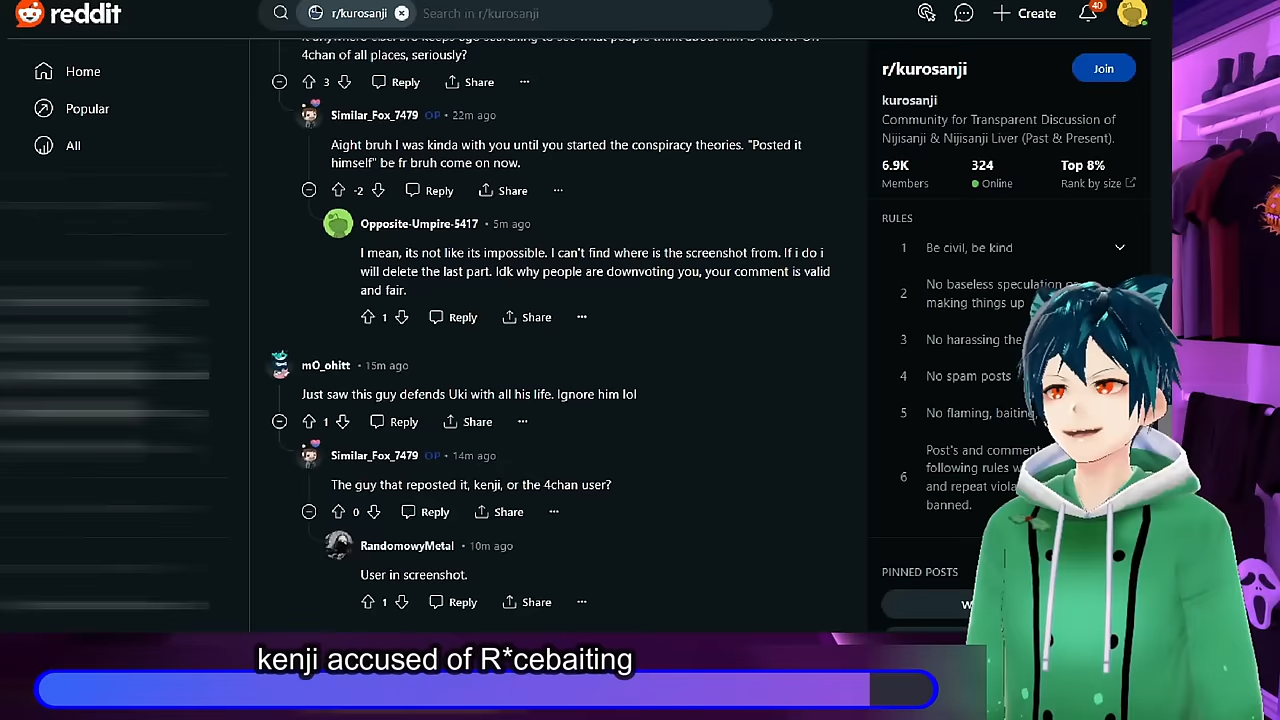 reddit
r/kurosanji
Search in r/kurosanji
Create
40
Home
Popular
All
4chan of all places, seriously?
3 Reply Share ...
Similar_Fox_7479 OP • 22m ago
Aight bruh I was kinda with you until you started the conspiracy theories. "Posted it
himself" be fr bruh come on now.
-2 Reply Share ...
Opposite-Umpire-5417 • 5m ago
I mean, its not like its impossible. I can't find where is the screenshot from. If i do i
will delete the last part. Idk why people are downvoting you, your comment is valid
and fair.
1 Reply Share ...
mO_ohitt • 15m ago
Just saw this guy defends Uki with all his life. Ignore him lol
1 Reply Share ...
Similar_Fox_7479 OP • 14m ago
The guy that reposted it, kenji, or the 4chan user?
0 Reply Share ...
RandomowyMetal • 10m ago
User in screenshot.
1 Reply Share ...
r/kurosanji
Join
kurosanji
Community for Transparent Discussion of
Nijisanji & Nijisanji Liver (Past & Present).
6.9K 324 Top 8%
Members Online Rank by size
RULES
1 Be civil, be kind
2 No baseless speculation or
making things up
3 No harassing the
4 No spam posts
5 No flaming, baiting,
6 Post's and comment
following rules w
and repeat viola
banned.
PINNED POSTS
W
kenji accused of R*cebaiting